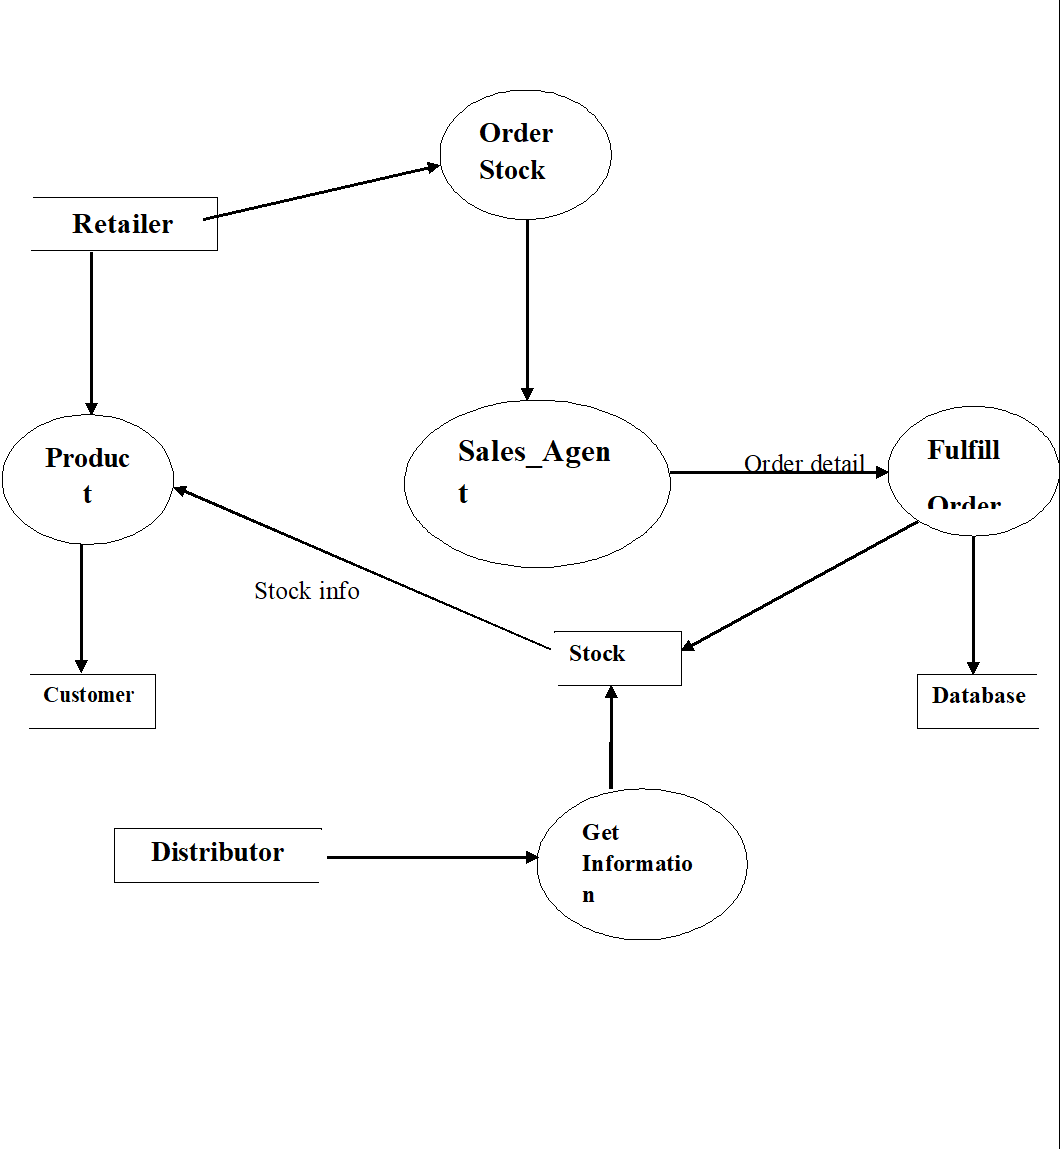 Order
Stock
Retailer
Produc
t
Sales_Agen
t
Order detail
Fulfill
Order
Stock info
Stock
Customer
Database
Distributor
Get
Informatio
n